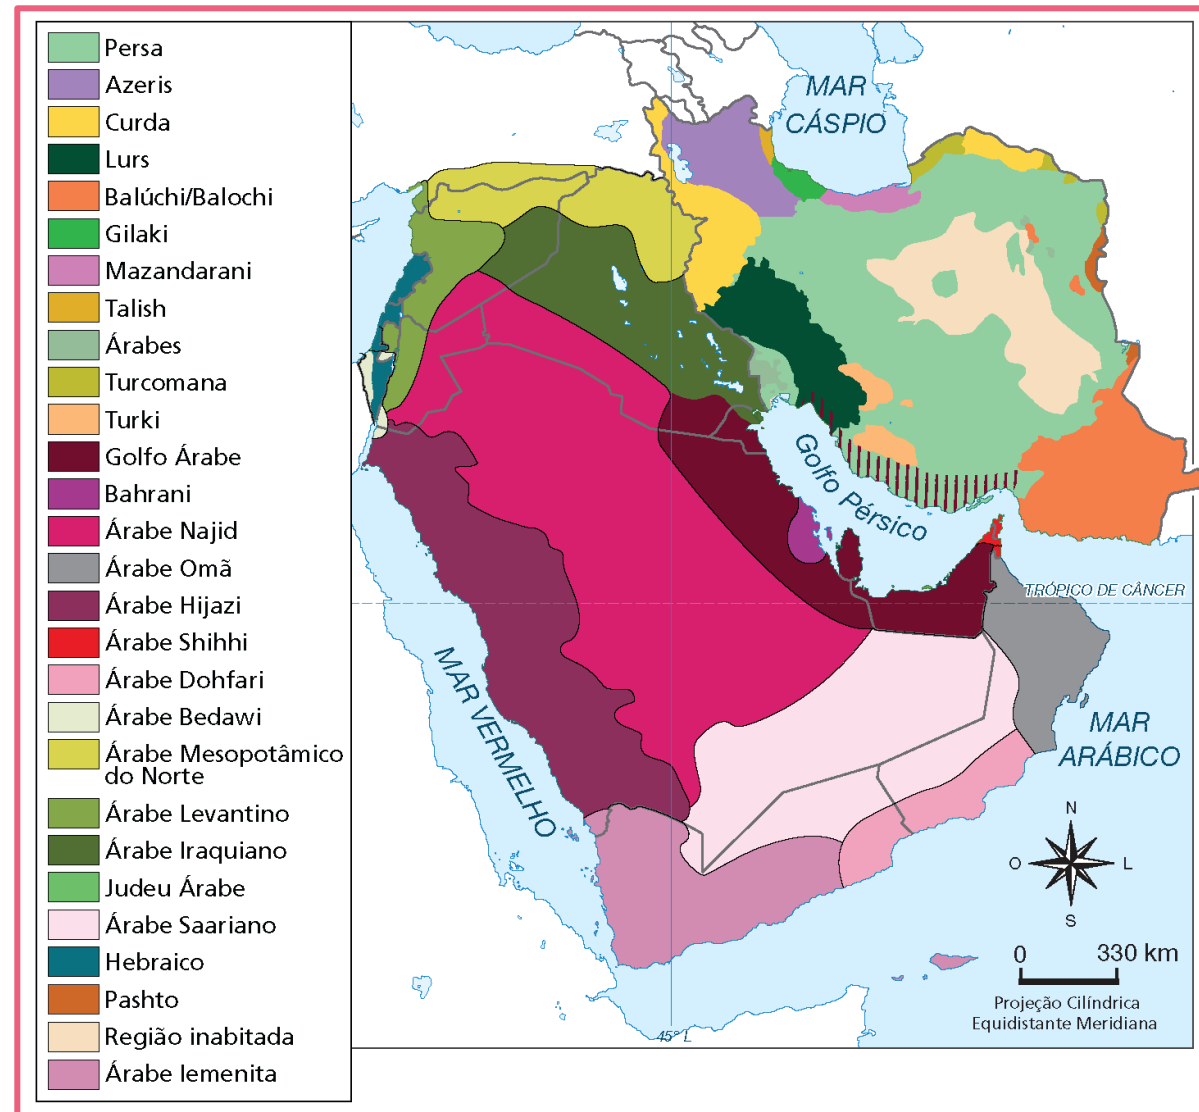 Persa
Azeris
Curda
Lurs
Balúchi/Balochi
Gilaki
Mazandarani
Talish
Árabes
Turcomana
Turki
Golfo Árabe
Bahrani
Árabe Najid
Árabe Omã
Árabe Hijazi
Árabe Shihhi
Árabe Dohfari
Árabe Bedawi
Árabe Mesopotâmico
do Norte
Árabe Levantino
Árabe Iraquiano
Judeu Árabe
Árabe Saariano
Hebraico
Pashto
Região inabitada
Árabe Iemenita
MAR
CÁSPIO
Golfo Pérsico
TRÓPICO DE CÂNCER
MAR VERMELHO
MAR
ARÁBICO
N
O
L
S
0
330 km
Projeção Cilíndrica
Equidistante Meridiana
45° L